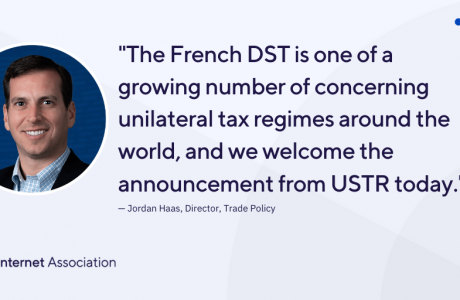 "The French DST is one of a
growing number of concerning
unilateral tax regimes around the
world, and we welcome the
announcement from USTR today."
— Jordan Haas, Director, Trade Policy
Internet Association